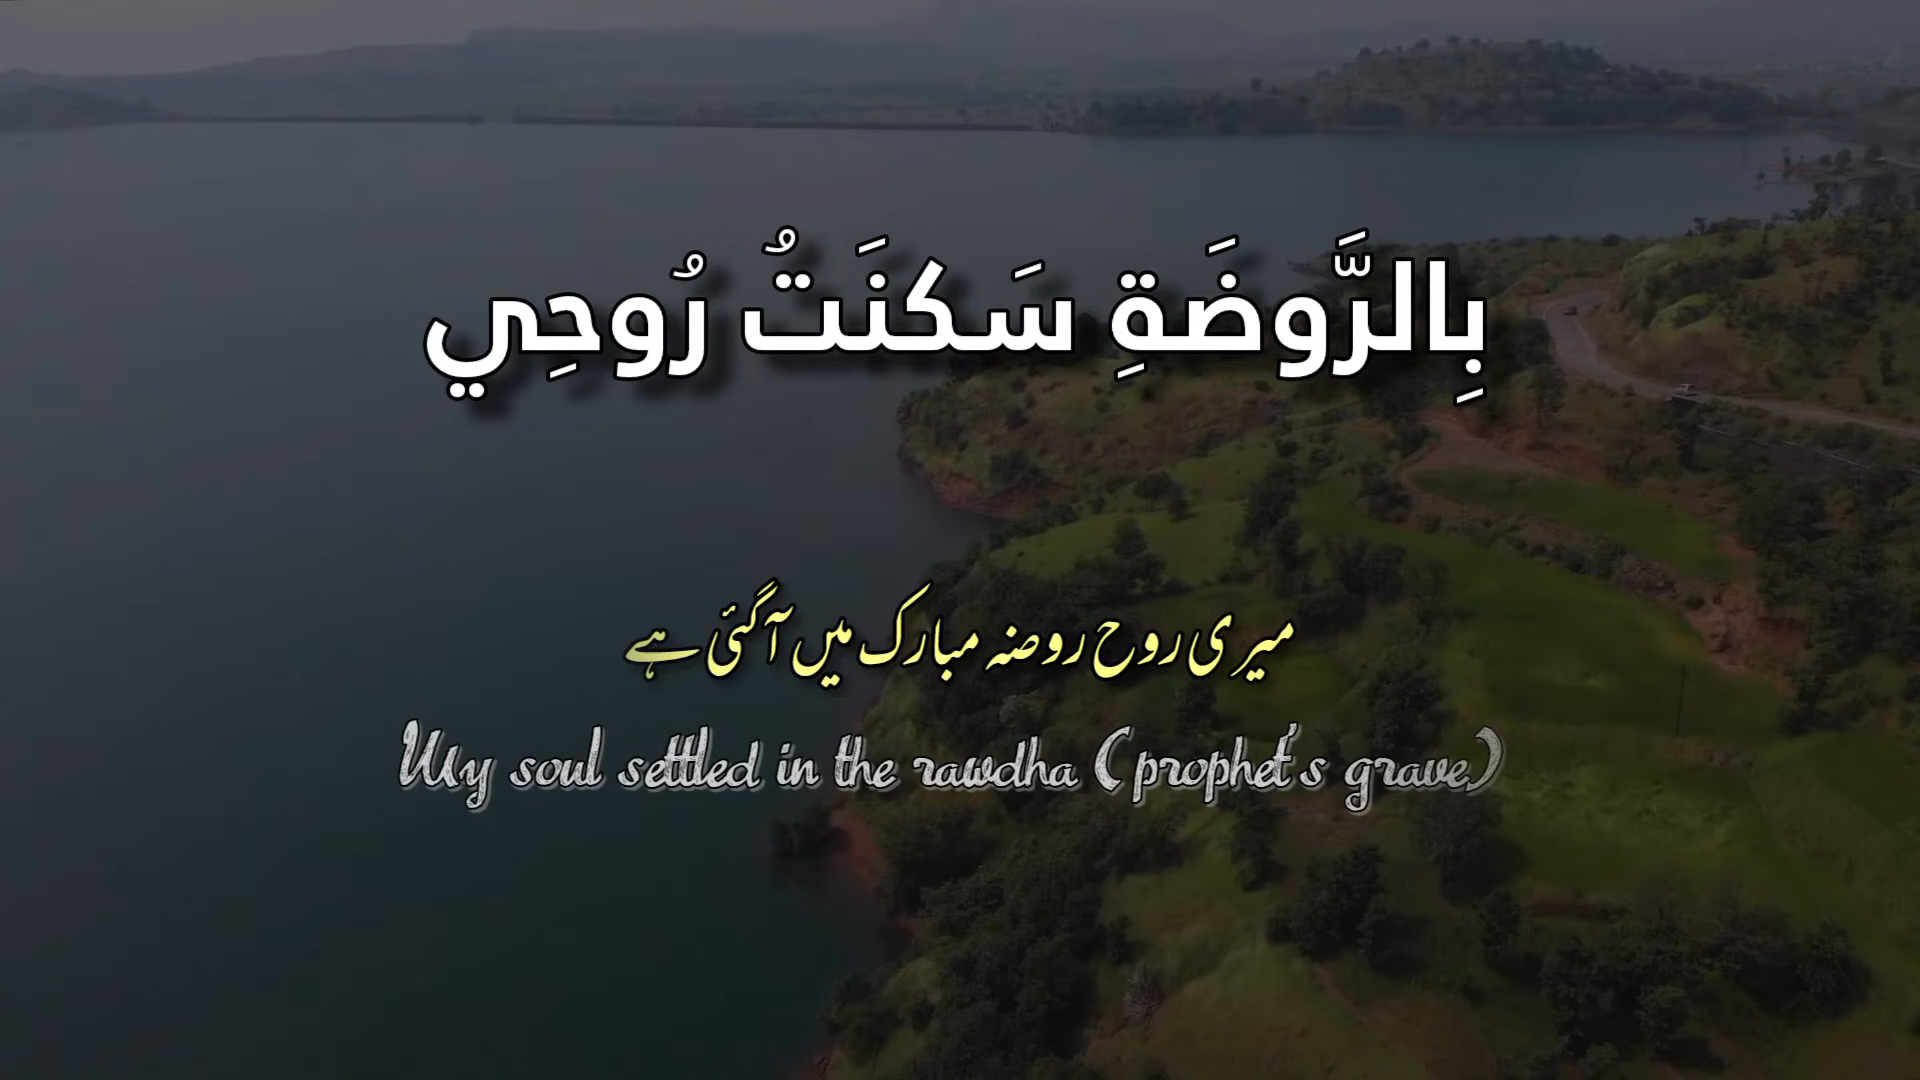 بِالرَّوضَةِ سَكنَتُ رُوحِي
میری روح روضہ مبارک میں آگئی ہے
My soul settled in the rawdha (prophet's grave)